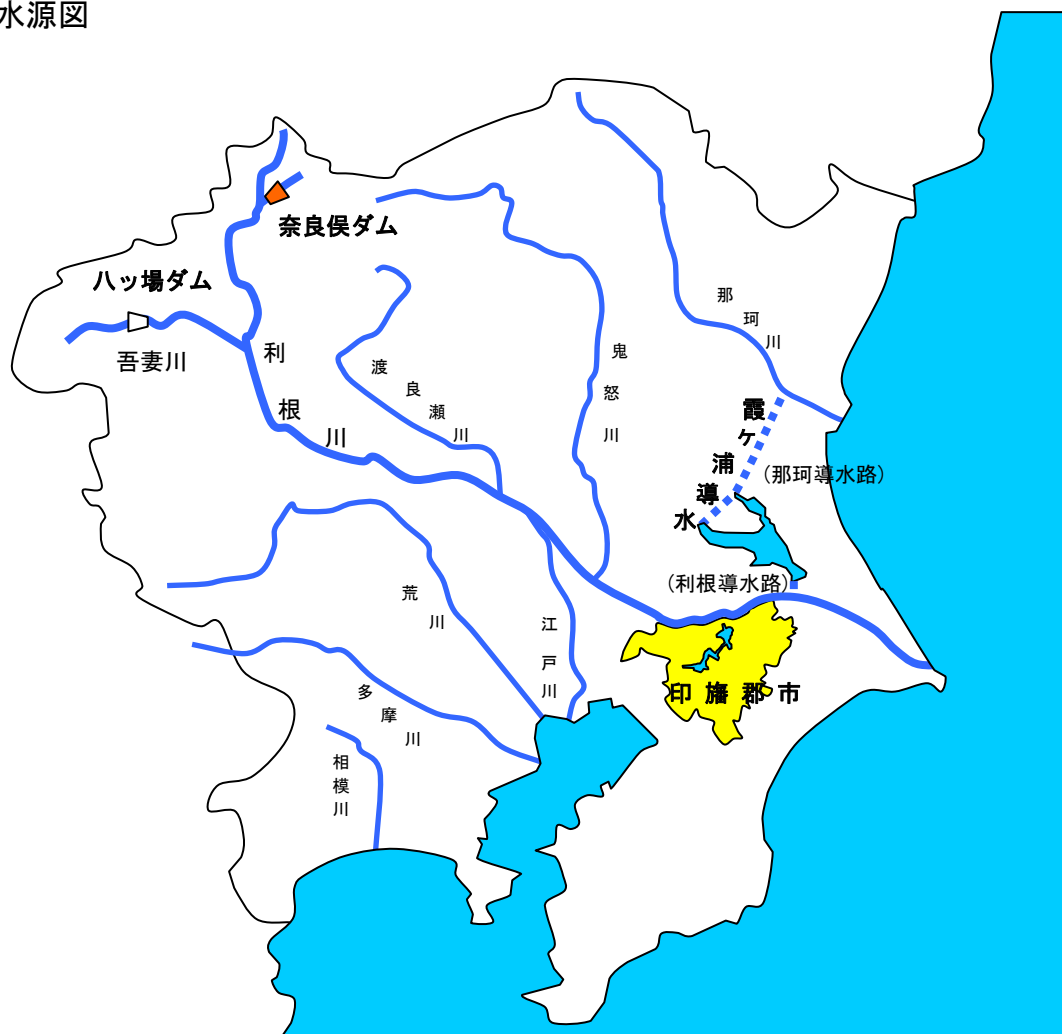 水源図
奈良俣ダム
八ッ場ダム
吾妻川
利根川
渡良瀬川
鬼怒川
那珂川
霞ヶ浦導水
（那珂導水路）
（利根導水路）
荒川
江戸川
印旛郡市
多摩川
相模川